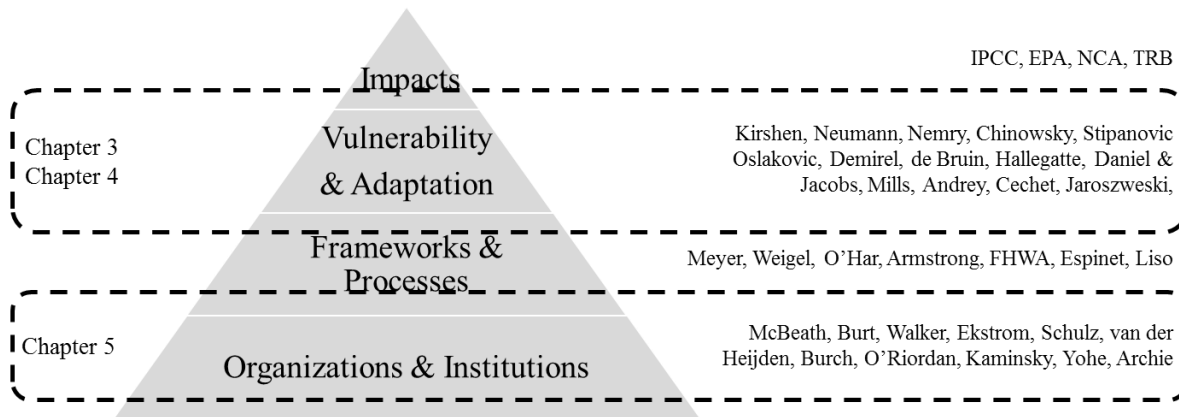 Impacts
IPCC, EPA, NCA, TRB
Chapter 3
Chapter 4
Vulnerability
& Adaptation
Kirshen, Neumann, Nemry, Chinowsky, Stipanovic
Oslakovic, Demirel, de Bruin, Hallegatte, Daniel &
Jacobs, Mills, Andrey, Cechet, Jaroszweski,
Frameworks &
Processes
Meyer, Weigel, O’Har, Armstrong, FHWA, Espinet, Liso
Chapter 5
Organizations & Institutions
McBeath, Burt, Walker, Ekstrom, Schulz, van der
Heijden, Burch, O’Riordan, Kaminsky, Yohe, Archie